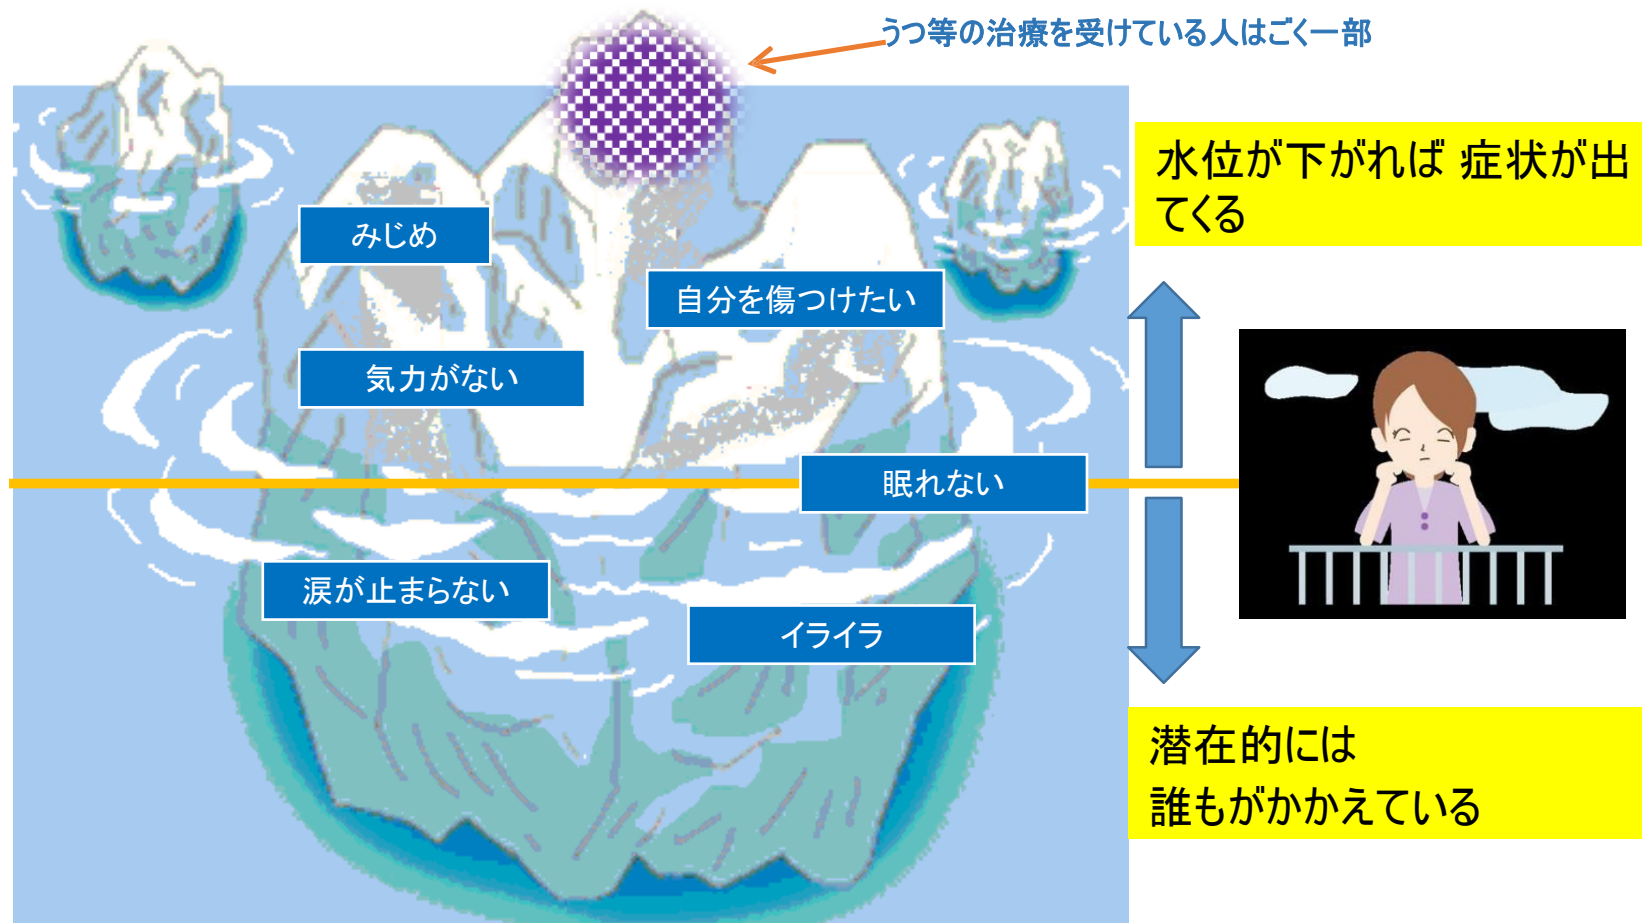 うつ等の治療を受けている人はごく一部
水位が下がれば 症状が出
てくる
みじめ
自分を傷つけたい
気力がない
眠れない
涙が止まらない
イライラ
潜在的には
誰もがかかえている